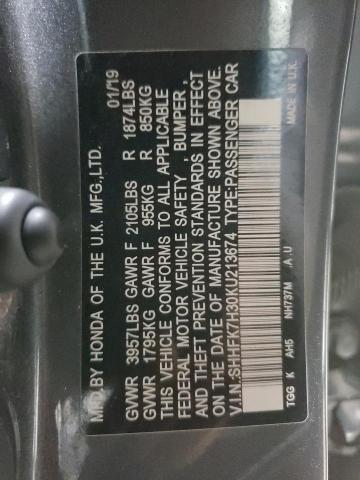 MFD.BY HONDA OF THE U.K. MFG.,LTD. 01/19
GVWR 3957LBS GAWR F 2105LBS R 1874LBS
GVWR 1795KG GAWR F 955KG R 850KG
THIS VEHICLE CONFORMS TO ALL APPLICABLE
FEDERAL MOTOR VEHICLE SAFETY , BUMPER,
AND THEFT PREVENTION STANDARDS IN EFFECT
ON THE DATE OF MANUFACTURE SHOWN ABOVE.
V.I.N.:SHHFK7H30KU213674 TYPE:PASSENGER CAR
TGG K AH5 NH737M .A U MADE IN U.K.